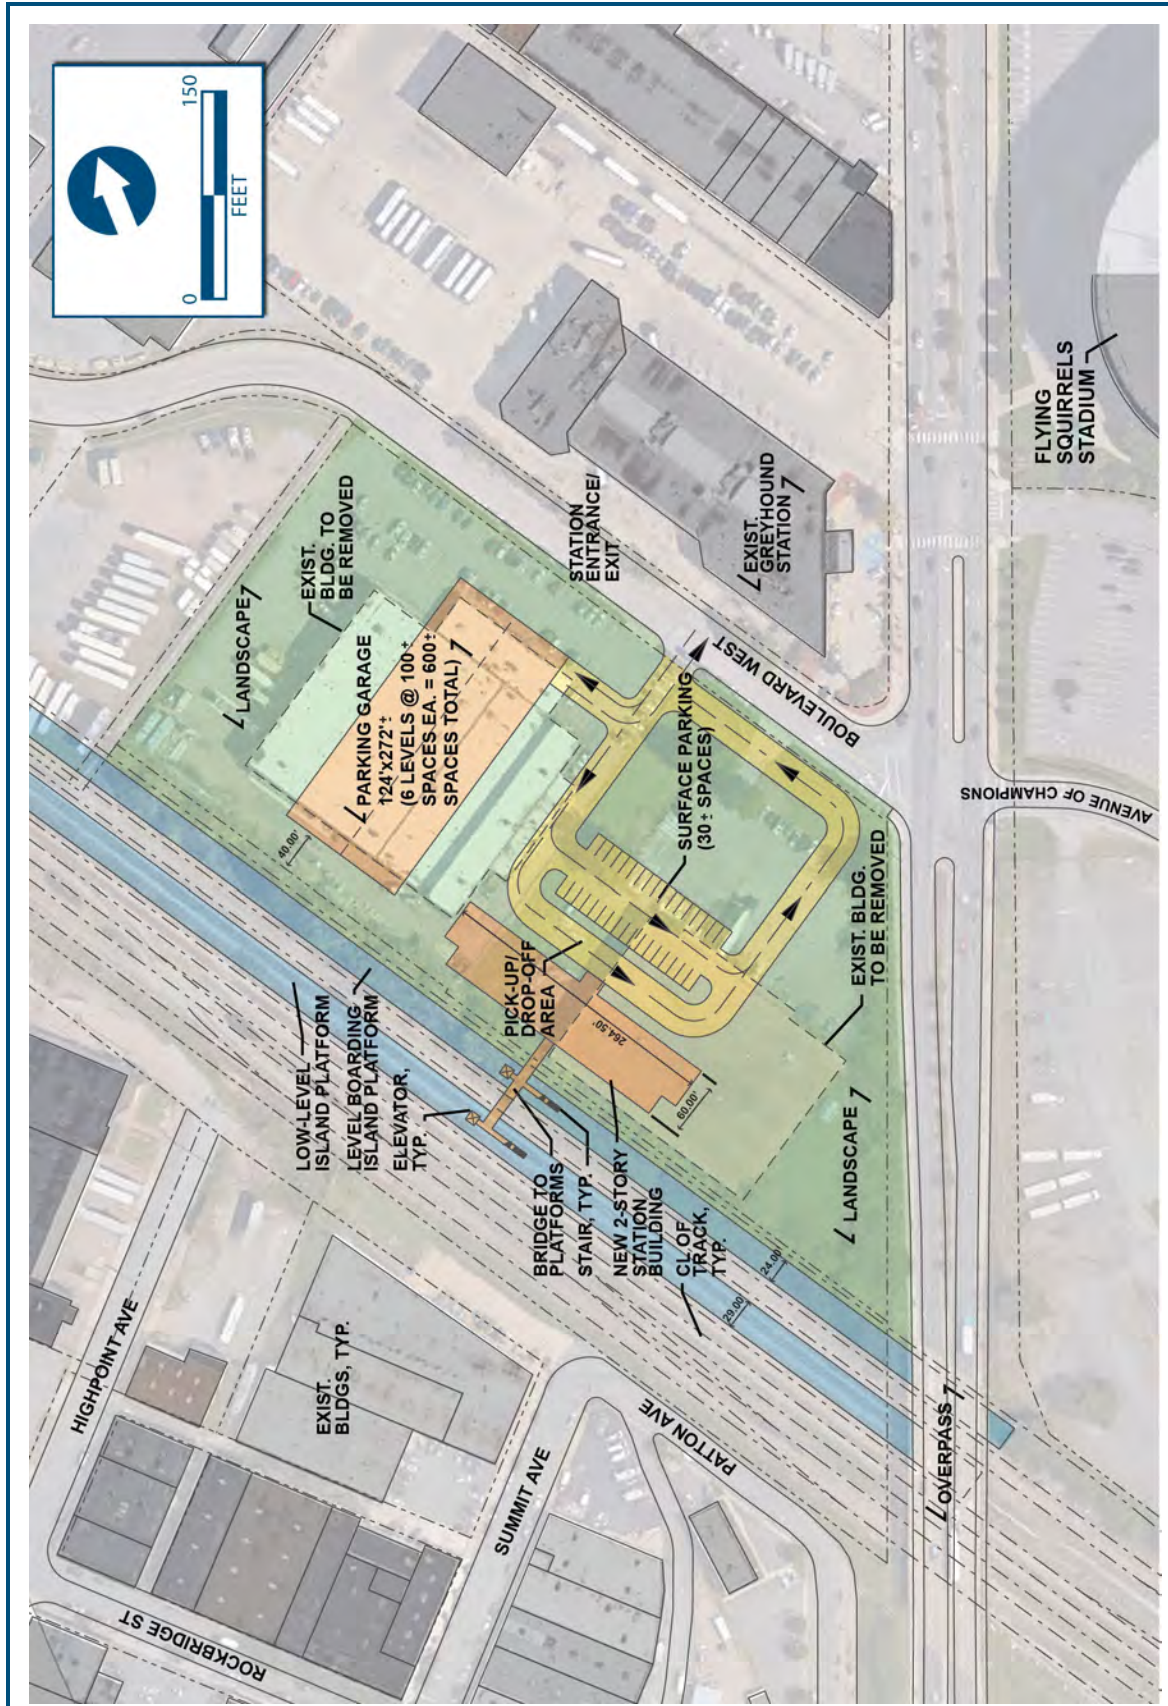 0
150
FEET
LOW-LEVEL
ISLAND PLATFORM
LEVEL BOARDING
ISLAND PLATFORM
ELEVATOR,
TYP.
40.00'
LANDSCAPE
EXIST.
BLDG. TO
BE REMOVED
PARKING GARAGE
124'x272'±
(6 LEVELS @ 100±
SPACES EA. = 600±
SPACES TOTAL)
STATION
ENTRANCE/
EXIT
PICK-UP/
DROP-OFF
AREA
SURFACE PARKING
(30± SPACES)
BOULEVARD WEST
EXIST.
GREYHOUND
STATION
HIGHPOINT AVE
EXIST.
BLDGS, TYP.
BRIDGE TO
PLATFORMS
STAIR, TYP.
NEW 2-STORY
STATION
BUILDING
CL OF
TRACK,
TYP.
264.50'
60.00'
24.00'
29.00'
EXIST. BLDG.
TO BE REMOVED
LANDSCAPE
ROCKBRIDGE ST
SUMMIT AVE
PATTON AVE
OVERPASS
AVENUE OF CHAMPIONS
FLYING
SQUIRRELS
STADIUM